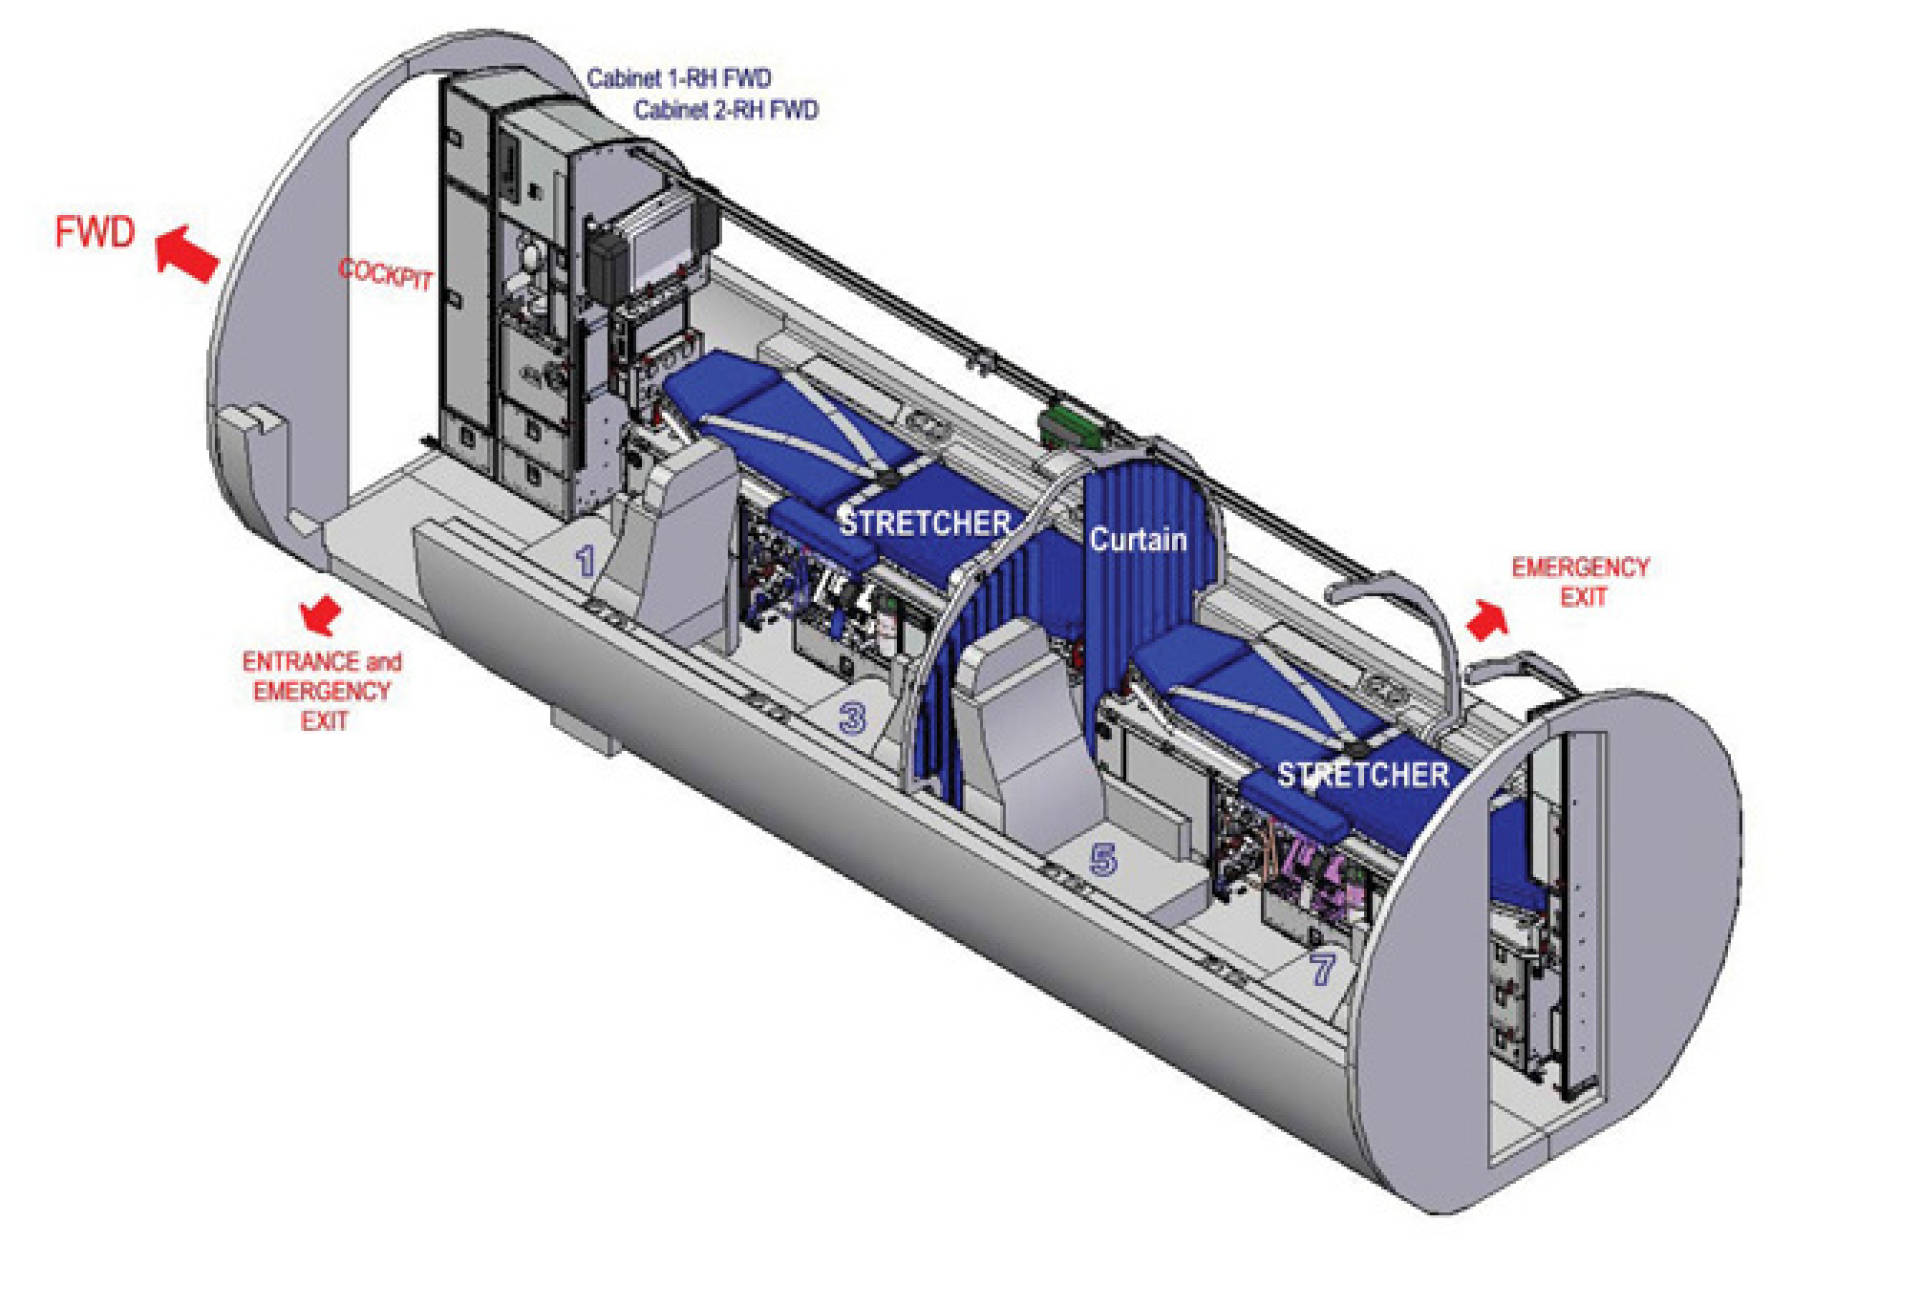 Cabinet 1-RH FWD
Cabinet 2-RH FWD
FWD
COCKPIT
STRETCHER
Curtain
1
EMERGENCY
EXIT
ENTRANCE and
EMERGENCY
EXIT
3
STRETCHER
5
7